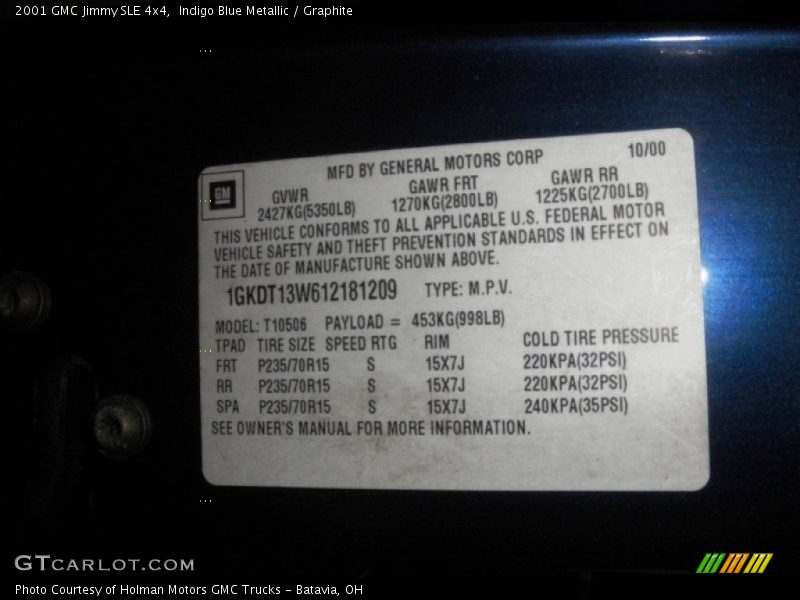 2001 GMC Jimmy SLE 4x4,  Indigo Blue Metallic / Graphite
MFD BY GENERAL MOTORS CORP 10/00
GM
GVWR GAWR FRT GAWR RR
2427KG(5350LB) 1270KG(2800LB) 1225KG(2700LB)
THIS VEHICLE CONFORMS TO ALL APPLICABLE U.S. FEDERAL MOTOR
VEHICLE SAFETY AND THEFT PREVENTION STANDARDS IN EFFECT ON
THE DATE OF MANUFACTURE SHOWN ABOVE.
1GKDT13W612181209 TYPE: M.P.V.
MODEL: T10506 PAYLOAD = 453KG(998LB)
TPAD TIRE SIZE SPEED RTG RIM COLD TIRE PRESSURE
FRT P235/70R15 S 15X7J 220KPA(32PSI)
RR P235/70R15 S 15X7J 220KPA(32PSI)
SPA P235/70R15 S 15X7J 240KPA(35PSI)
SEE OWNER'S MANUAL FOR MORE INFORMATION.
GTCARLOT.COM
Photo Courtesy of Holman Motors GMC Trucks - Batavia, OH